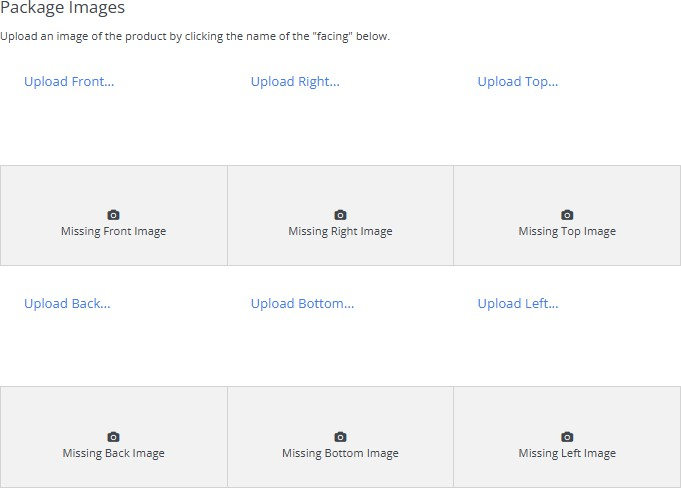 Package Images
Upload an image of the product by clicking the name of the "facing" below.
Upload Front...
Upload Right...
Upload Top...
Missing Front Image
Missing Right Image
Missing Top Image
Upload Back...
Upload Bottom...
Upload Left...
Missing Back Image
Missing Bottom Image
Missing Left Image